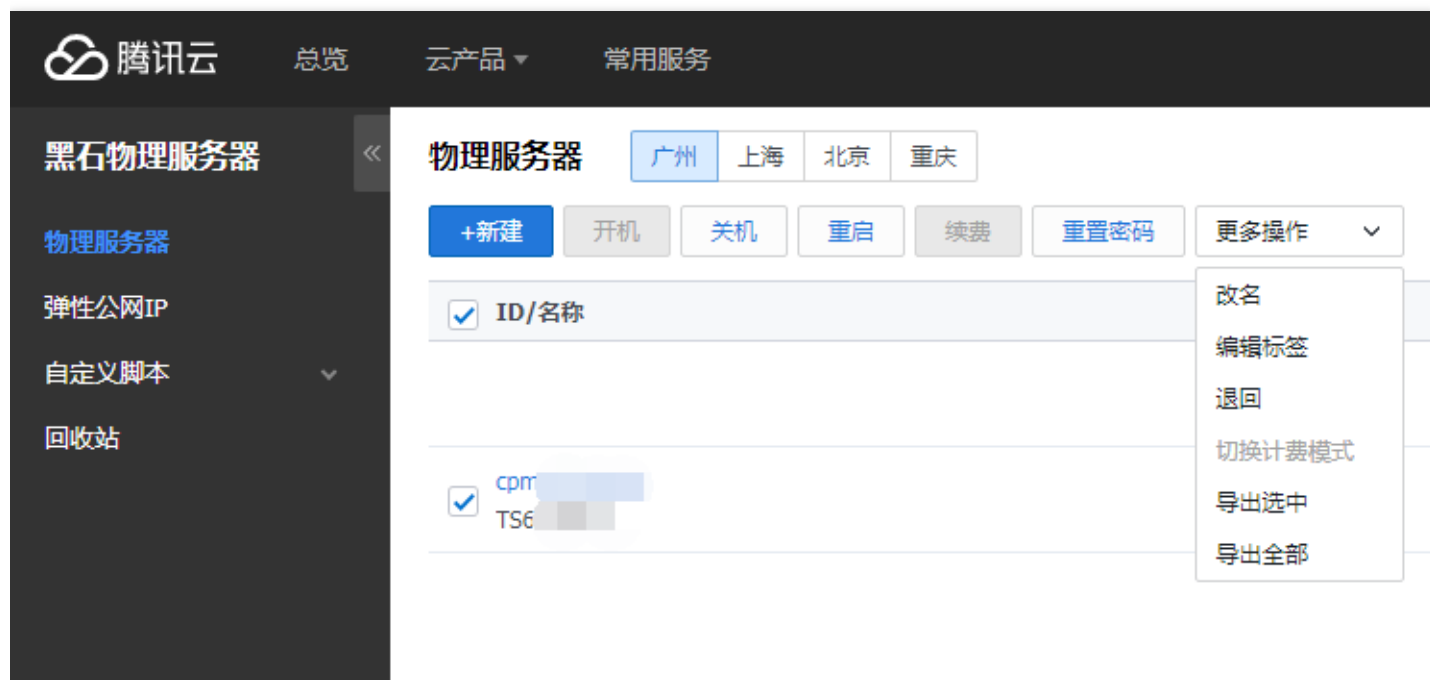 腾讯云 总览 云产品 常用服务
黑石物理服务器
物理服务器
弹性公网IP
自定义脚本
回收站
物理服务器 广州 上海 北京 重庆
+新建 开机 关机 重启 续费 重置密码 更多操作
ID/名称
cpm
TS6
改名
编辑标签
退回
切换计费模式
导出选中
导出全部